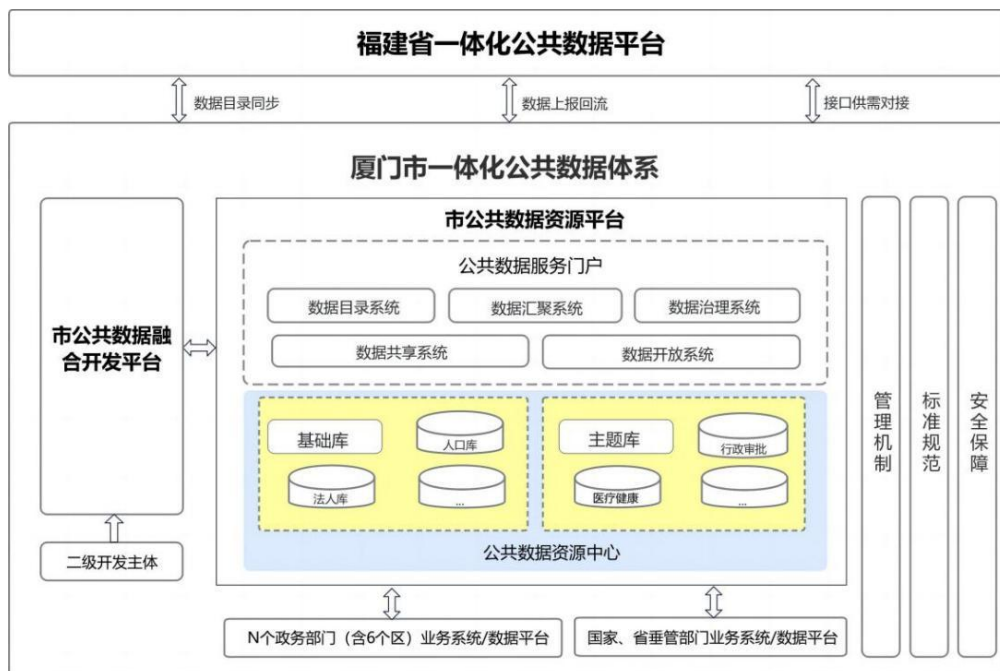 福建省一体化公共数据平台
数据目录同步
数据上报回流
接口供需对接
厦门市一体化公共数据体系
市公共数据融
合开发平台
二级开发主体
市公共数据资源平台
公共数据服务门户
数据目录系统
数据汇聚系统
数据治理系统
数据共享系统
数据开放系统
基础库
人口库
法人库
...
主题库
行政审批
医疗健康
...
公共数据资源中心
N个政务部门（含6个区）业务系统/数据平台
国家、省垂管部门业务系统/数据平台
管理机制
标准规范
安全保障